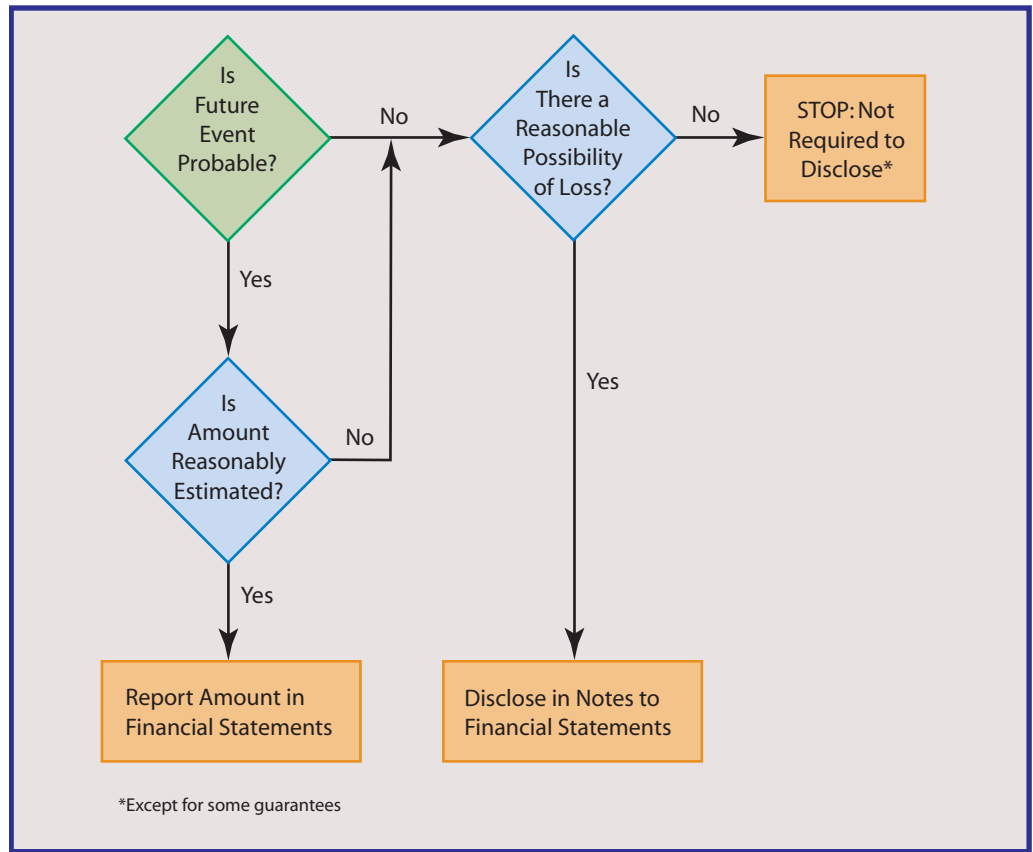 Is
Future
Event
Probable?
No
Is
There a
Reasonable
Possibility
of Loss?
No
STOP: Not
Required to
Disclose*
Yes
Is
Amount
Reasonably
Estimated?
No
Yes
Yes
Report Amount in
Financial Statements
Disclose in Notes to
Financial Statements
*Except for some guarantees